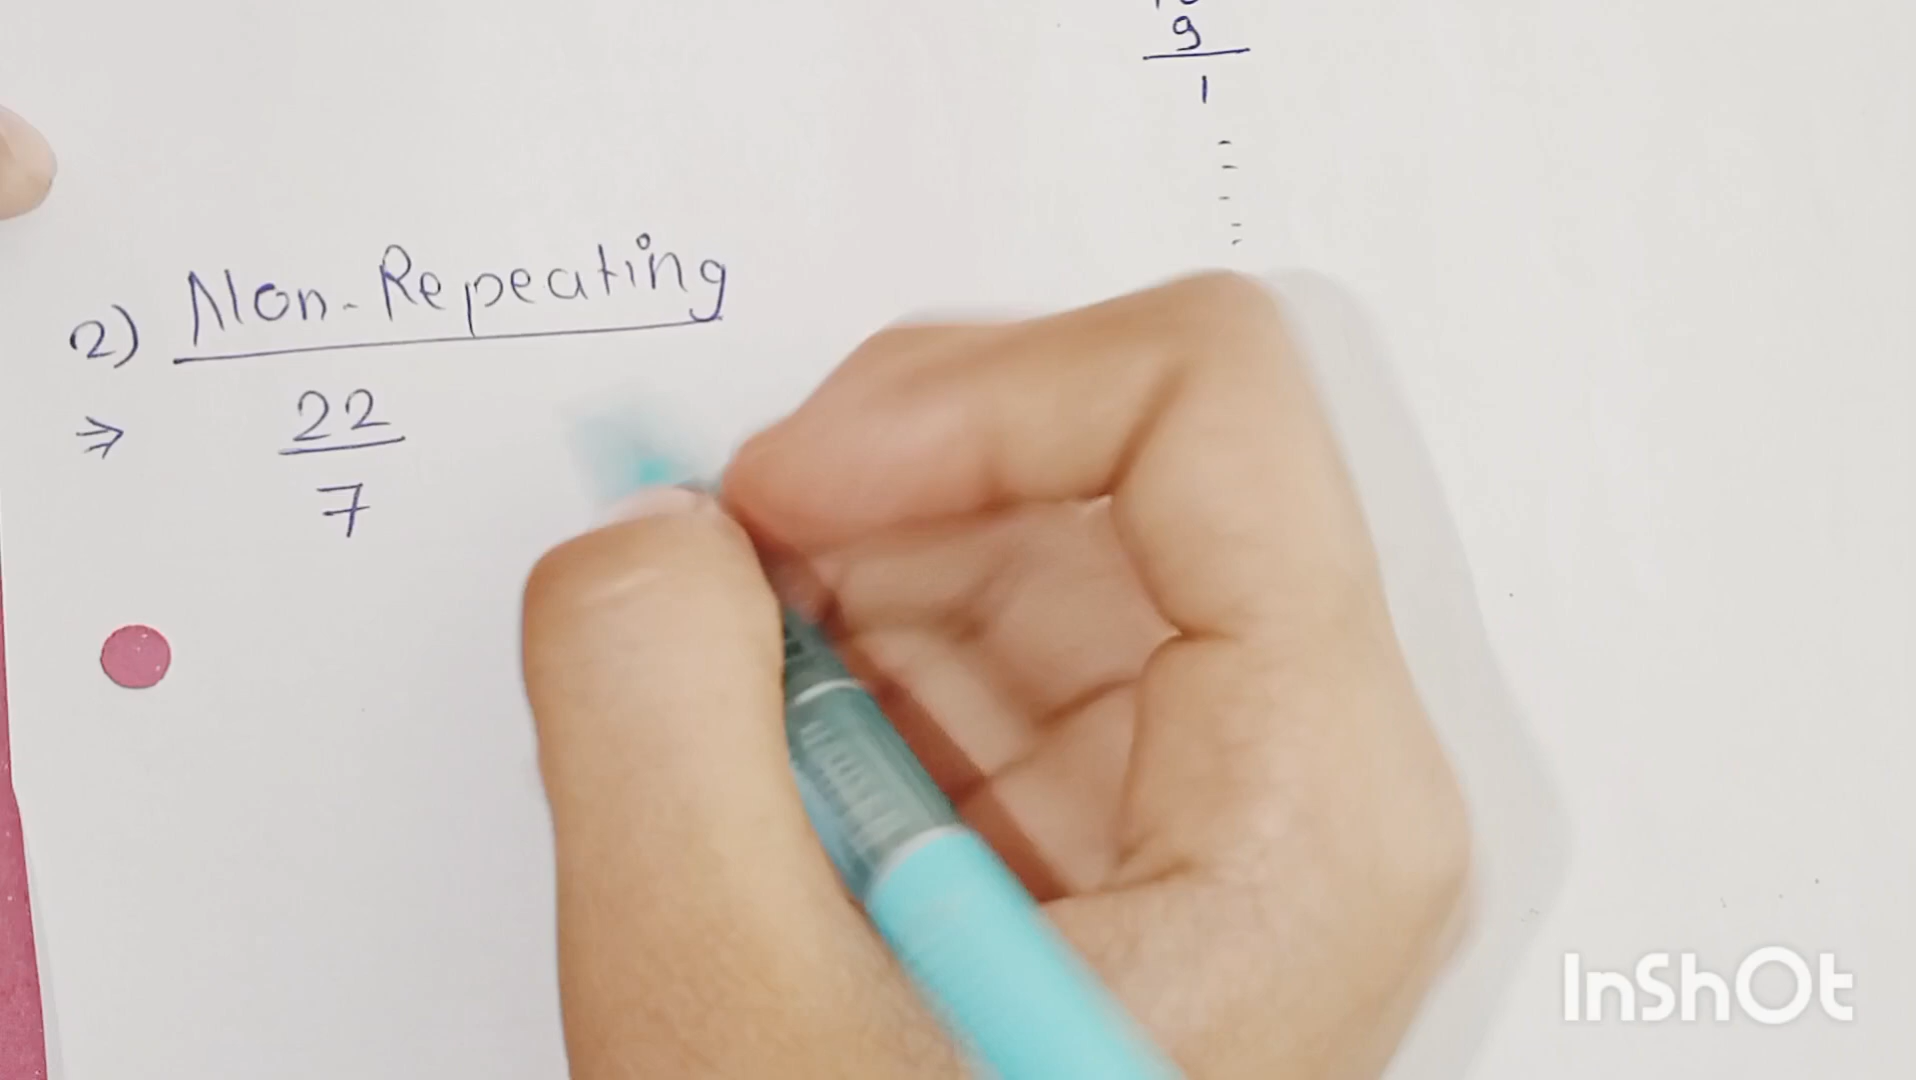 9
1
2) Non-Repeating
⇒ 22
7
InShOt